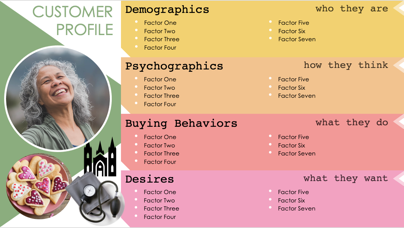 CUSTOMER
PROFILE
Demographics
who they are
Factor One
Factor Two
Factor Three
Factor Four
Factor Five
Factor Six
Factor Seven
Psychographics
how they think
Factor One
Factor Two
Factor Three
Factor Four
Factor Five
Factor Six
Factor Seven
Buying Behaviors
what they do
Factor One
Factor Two
Factor Three
Factor Four
Factor Five
Factor Six
Factor Seven
Desires
what they want
Factor One
Factor Two
Factor Three
Factor Four
Factor Five
Factor Six
Factor Seven